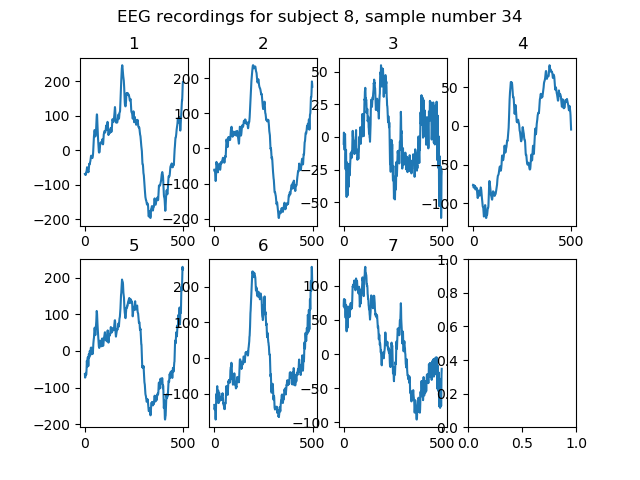 EEG recordings for subject 8, sample number 34
1 2 3 4
200 100 0 −100 −200
200 100 0 −100 −200
50 25 0 −25 −50
50 0 −50 −100
0 500 0 500 0 500 0 500
5 6 7
200 100 0 −100 −200
200 100 0 −100
100 50 0 −50 −100
1.0 0.8 0.6 0.4 0.2 0.0
0 500 0 500 0 500 0.0 0.5 1.0